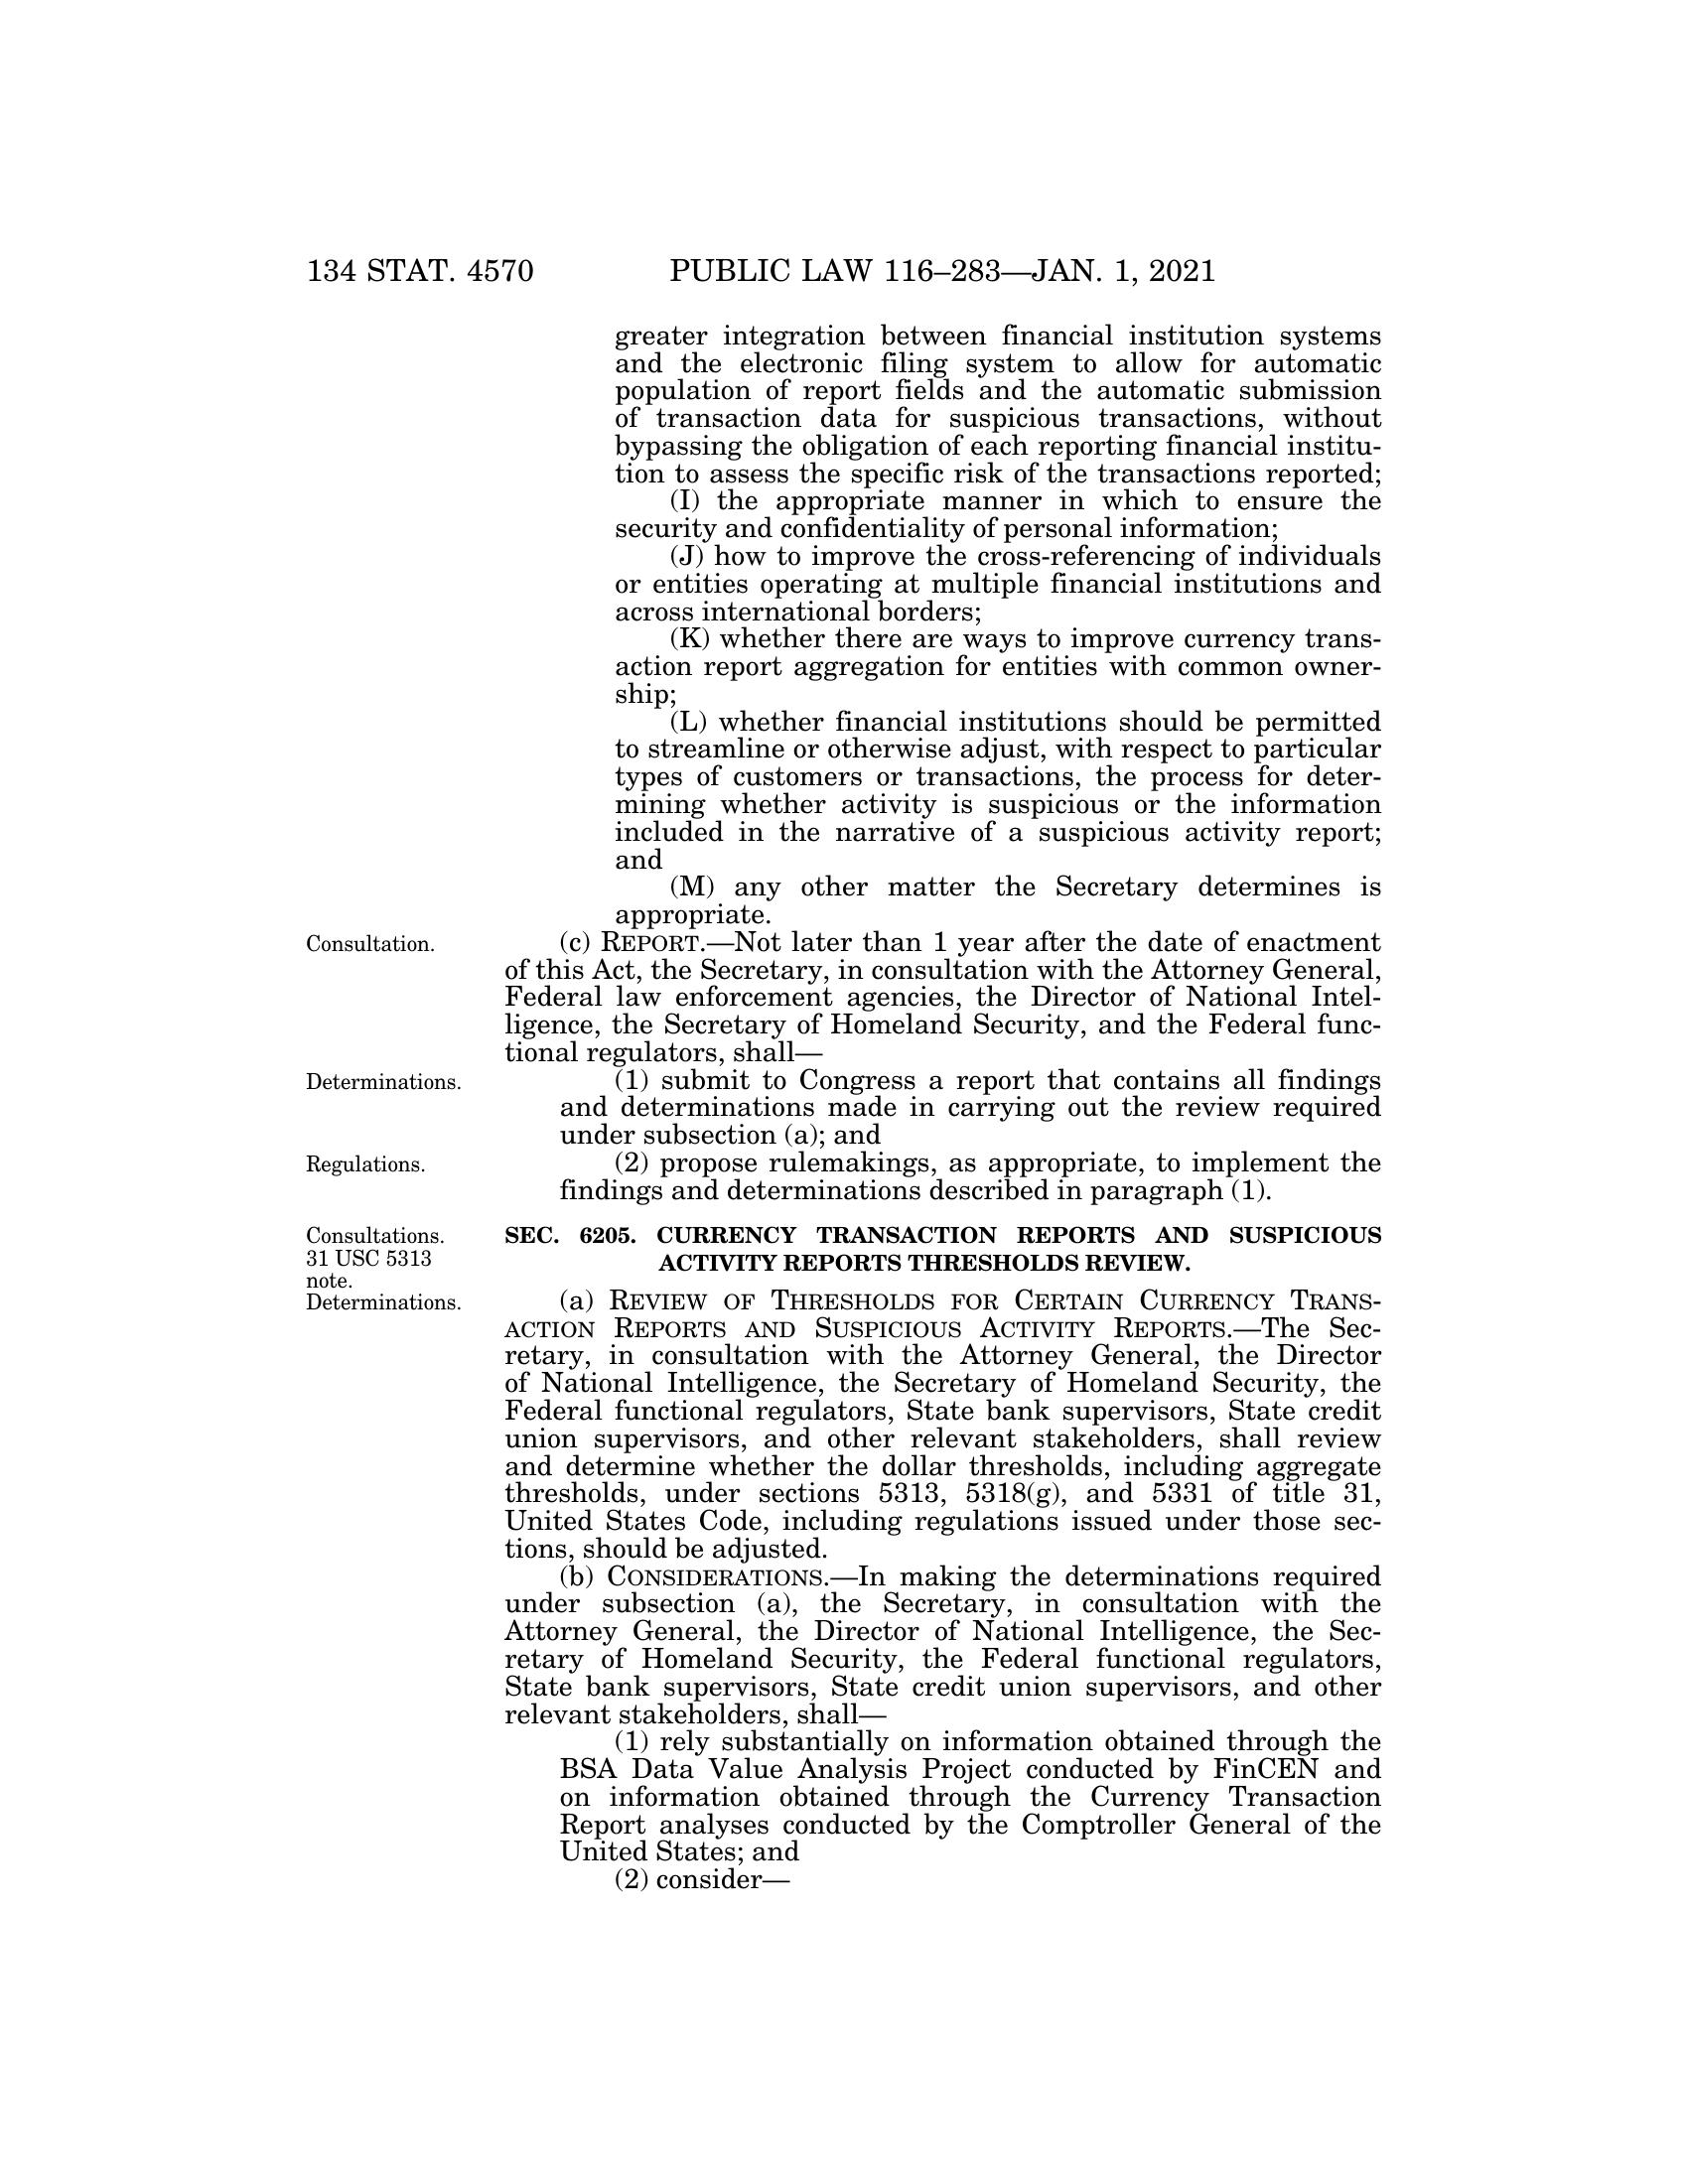 134 STAT. 4570 PUBLIC LAW 116–283—JAN. 1, 2021
greater integration between financial institution systems
and the electronic filing system to allow for automatic
population of report fields and the automatic submission
of transaction data for suspicious transactions, without
bypassing the obligation of each reporting financial institu-
tion to assess the specific risk of the transactions reported;
(I) the appropriate manner in which to ensure the
security and confidentiality of personal information;
(J) how to improve the cross-referencing of individuals
or entities operating at multiple financial institutions and
across international borders;
(K) whether there are ways to improve currency trans-
action report aggregation for entities with common owner-
ship;
(L) whether financial institutions should be permitted
to streamline or otherwise adjust, with respect to particular
types of customers or transactions, the process for deter-
mining whether activity is suspicious or the information
included in the narrative of a suspicious activity report;
and
(M) any other matter the Secretary determines is
appropriate.
Consultation.
(c) REPORT.—Not later than 1 year after the date of enactment
of this Act, the Secretary, in consultation with the Attorney General,
Federal law enforcement agencies, the Director of National Intel-
ligence, the Secretary of Homeland Security, and the Federal func-
tional regulators, shall—
Determinations.
(1) submit to Congress a report that contains all findings
and determinations made in carrying out the review required
under subsection (a); and
Regulations.
(2) propose rulemakings, as appropriate, to implement the
findings and determinations described in paragraph (1).
Consultations.
31 USC 5313
note.
SEC. 6205. CURRENCY TRANSACTION REPORTS AND SUSPICIOUS
ACTIVITY REPORTS THRESHOLDS REVIEW.
Determinations.
(a) REVIEW OF THRESHOLDS FOR CERTAIN CURRENCY TRANS-
ACTION REPORTS AND SUSPICIOUS ACTIVITY REPORTS.—The Sec-
retary, in consultation with the Attorney General, the Director
of National Intelligence, the Secretary of Homeland Security, the
Federal functional regulators, State bank supervisors, State credit
union supervisors, and other relevant stakeholders, shall review
and determine whether the dollar thresholds, including aggregate
thresholds, under sections 5313, 5318(g), and 5331 of title 31,
United States Code, including regulations issued under those sec-
tions, should be adjusted.
(b) CONSIDERATIONS.—In making the determinations required
under subsection (a), the Secretary, in consultation with the
Attorney General, the Director of National Intelligence, the Sec-
retary of Homeland Security, the Federal functional regulators,
State bank supervisors, State credit union supervisors, and other
relevant stakeholders, shall—
(1) rely substantially on information obtained through the
BSA Data Value Analysis Project conducted by FinCEN and
on information obtained through the Currency Transaction
Report analyses conducted by the Comptroller General of the
United States; and
(2) consider—